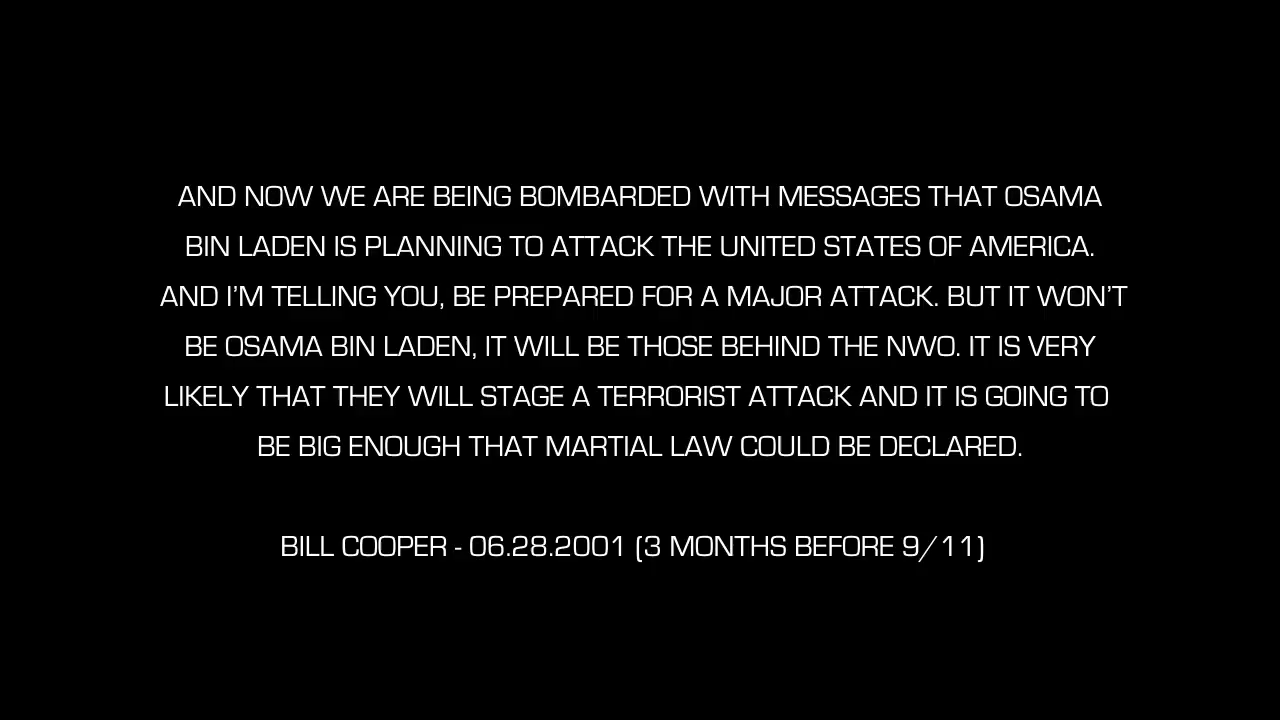 AND NOW WE ARE BEING BOMBARDED WITH MESSAGES THAT OSAMA
BIN LADEN IS PLANNING TO ATTACK THE UNITED STATES OF AMERICA.
AND I'M TELLING YOU, BE PREPARED FOR A MAJOR ATTACK. BUT IT WON'T
BE OSAMA BIN LADEN, IT WILL BE THOSE BEHIND THE NWO. IT IS VERY
LIKELY THAT THEY WILL STAGE A TERRORIST ATTACK AND IT IS GOING TO
BE BIG ENOUGH THAT MARTIAL LAW COULD BE DECLARED.
BILL COOPER - 06.28.2001 (3 MONTHS BEFORE 9/11)